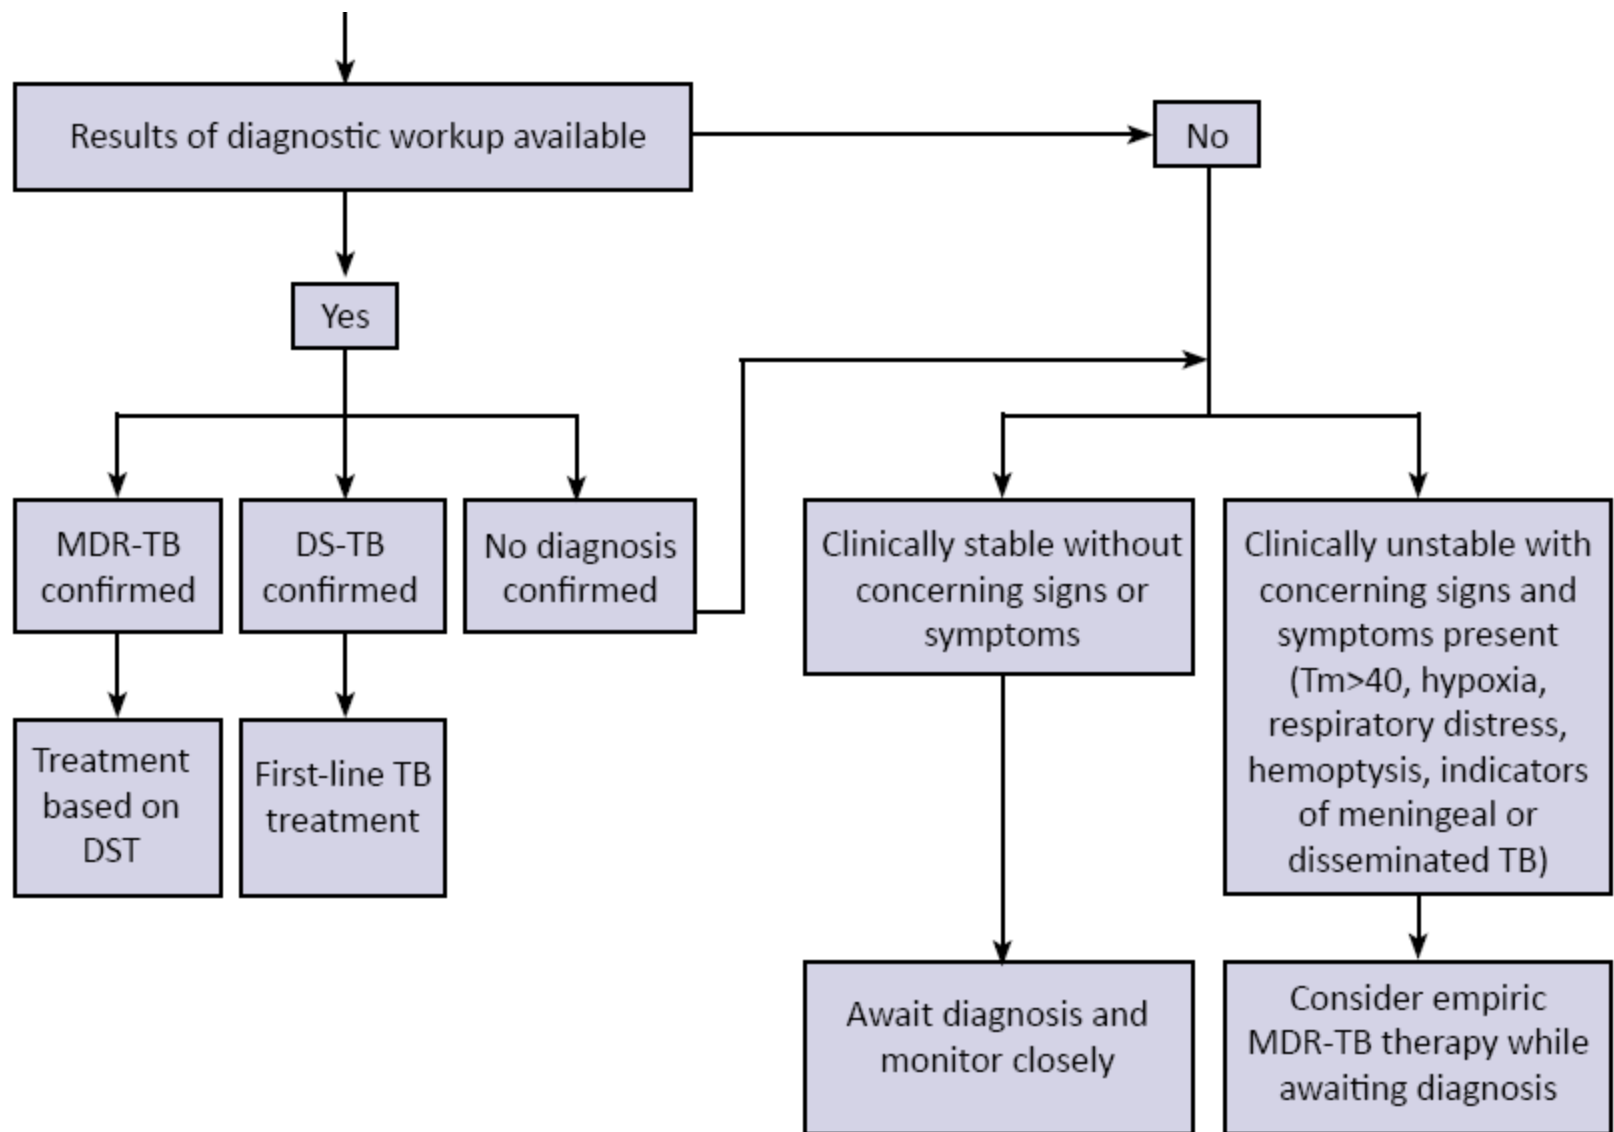 Results of diagnostic workup available
No
Yes
MDR-TB
confirmed
DS-TB
confirmed
No diagnosis
confirmed
Clinically stable without
concerning signs or
symptoms
Clinically unstable with
concerning signs and
symptoms present
(Tm>40, hypoxia,
respiratory distress,
hemoptysis, indicators
of meningeal or
disseminated TB)
Treatment
based on
DST
First-line TB
treatment
Await diagnosis and
monitor closely
Consider empiric
MDR-TB therapy while
awaiting diagnosis